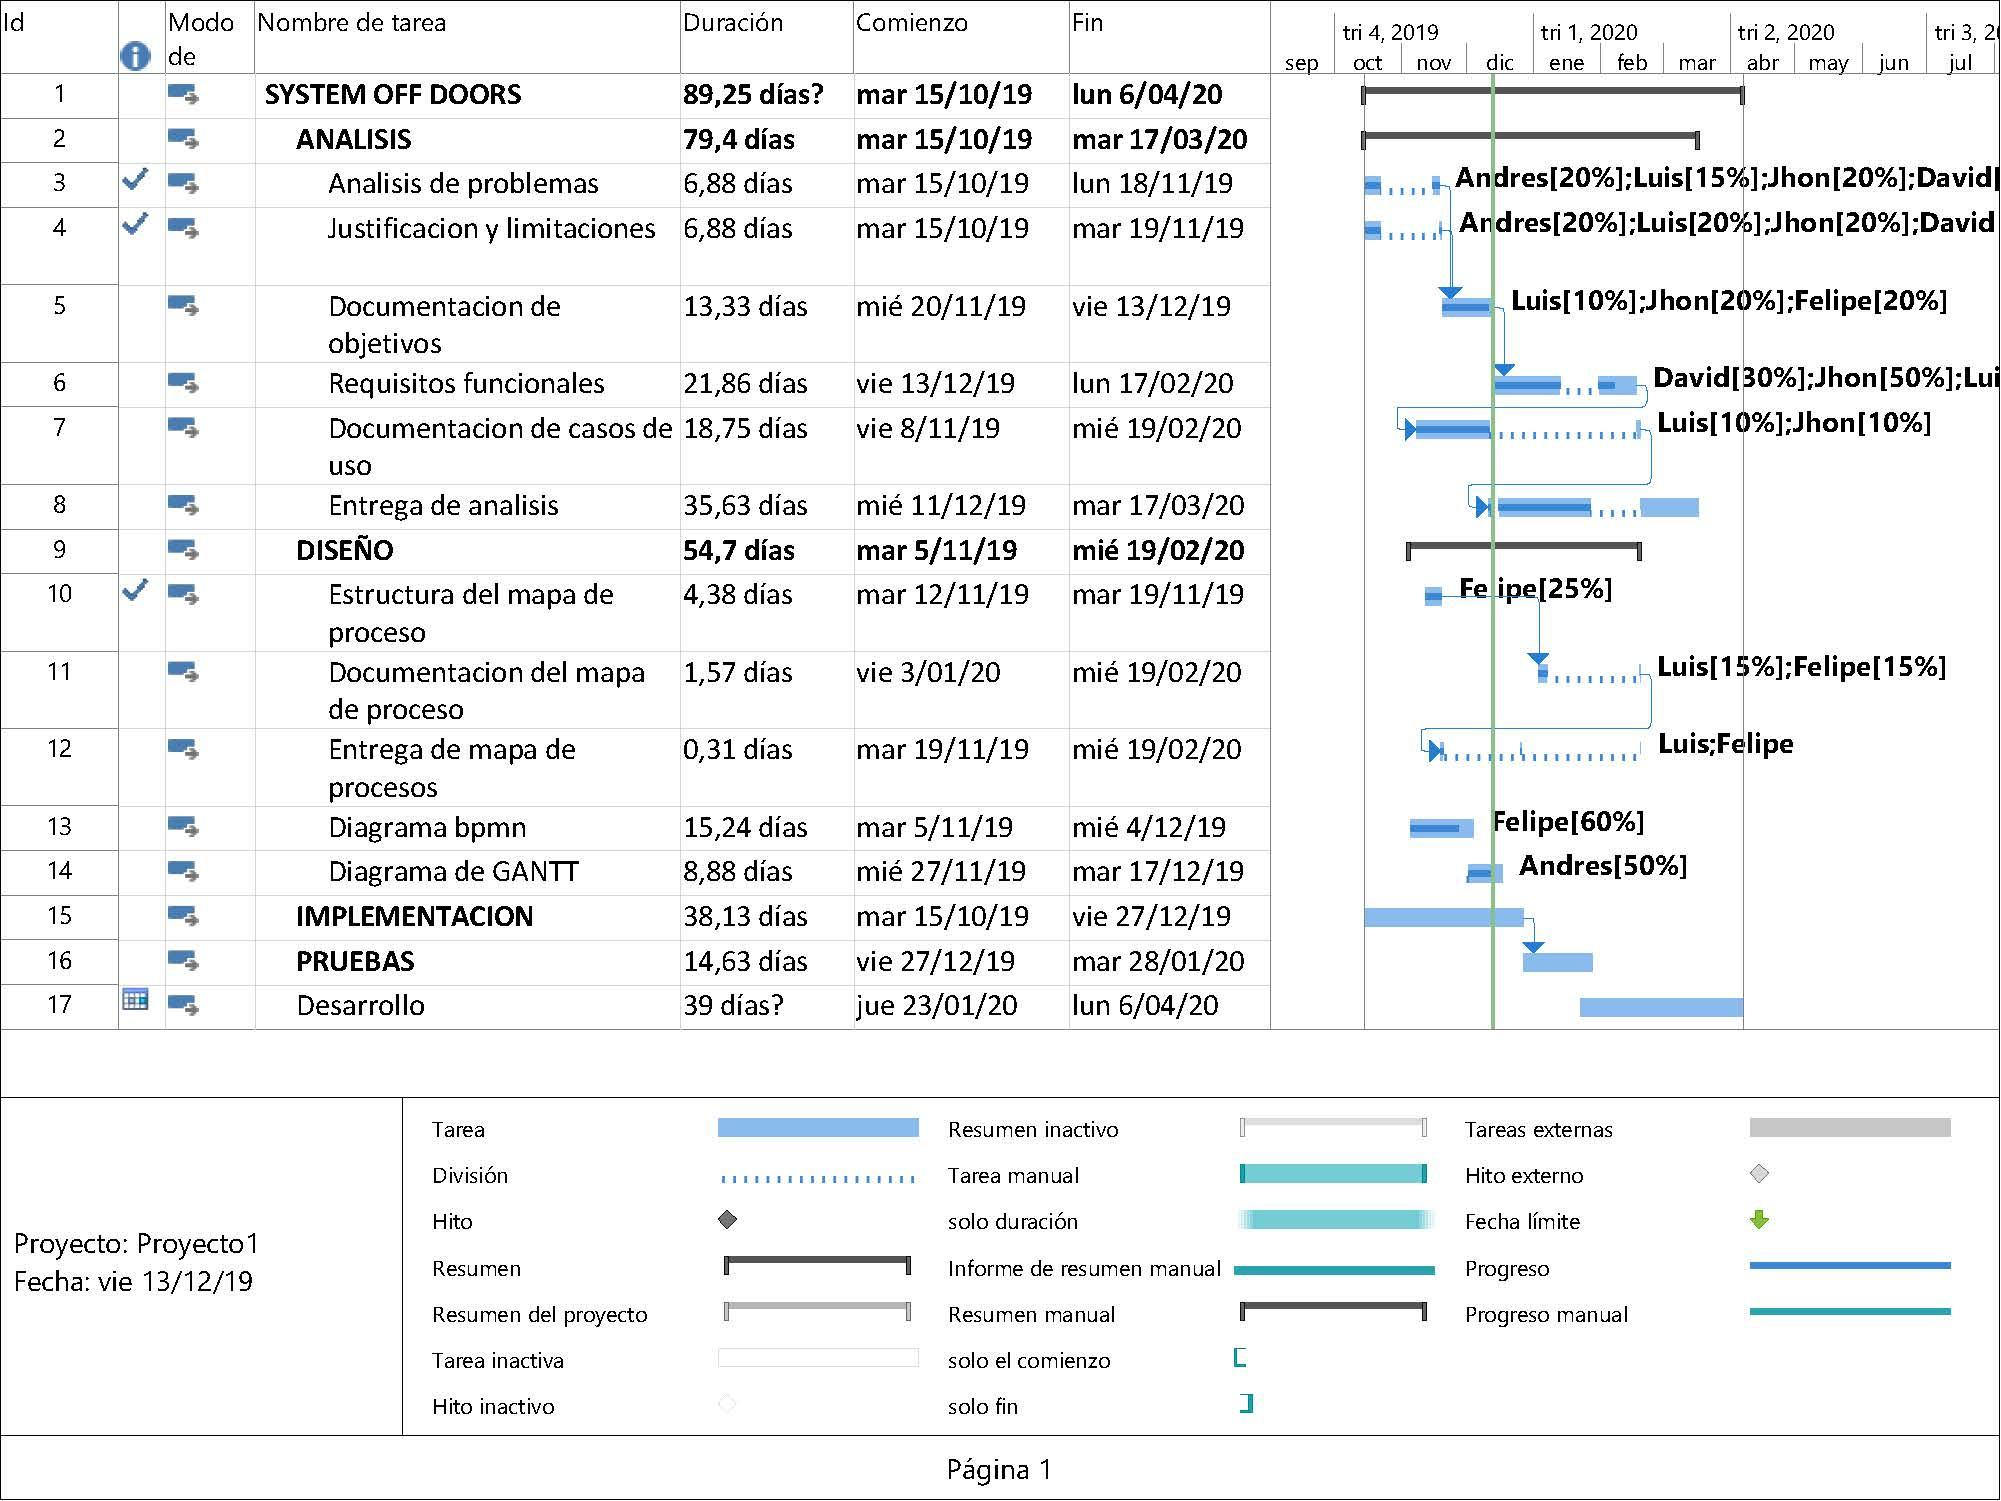 Id
Modo de
Nombre de tarea
Duración
Comienzo
Fin
tri 4, 2019
tri 1, 2020
tri 2, 2020
tri 3, 20
sep oct nov dic ene feb mar abr may jun jul
1 SYSTEM OFF DOORS 89,25 días? mar 15/10/19 lun 6/04/20
2 ANALISIS 79,4 días mar 15/10/19 mar 17/03/20
3 Analisis de problemas 6,88 días mar 15/10/19 lun 18/11/19 Andres[20%];Luis[15%];Jhon[20%];David[
4 Justificacion y limitaciones 6,88 días mar 15/10/19 mar 19/11/19 Andres[20%];Luis[20%];Jhon[20%];David
5 Documentacion de 13,33 días mié 20/11/19 vie 13/12/19 Luis[10%];Jhon[20%];Felipe[20%]
objetivos
6 Requisitos funcionales 21,86 días vie 13/12/19 lun 17/02/20 David[30%];Jhon[50%];Lui
7 Documentacion de casos de 18,75 días vie 8/11/19 mié 19/02/20 Luis[10%];Jhon[10%]
uso
8 Entrega de analisis 35,63 días mié 11/12/19 mar 17/03/20
9 DISEÑO 54,7 días mar 5/11/19 mié 19/02/20
10 Estructura del mapa de 4,38 días mar 12/11/19 mar 19/11/19 Felipe[25%]
proceso
11 Documentacion del mapa 1,57 días vie 3/01/20 mié 19/02/20 Luis[15%];Felipe[15%]
de proceso
12 Entrega de mapa de 0,31 días mar 19/11/19 mié 19/02/20 Luis;Felipe
procesos
13 Diagrama bpmn 15,24 días mar 5/11/19 mié 4/12/19 Felipe[60%]
14 Diagrama de GANTT 8,88 días mié 27/11/19 mar 17/12/19 Andres[50%]
15 IMPLEMENTACION 38,13 días mar 15/10/19 vie 27/12/19
16 PRUEBAS 14,63 días vie 27/12/19 mar 28/01/20
17 Desarrollo 39 días? jue 23/01/20 lun 6/04/20
Proyecto: Proyecto1
Fecha: vie 13/12/19
Tarea
División
Hito
Resumen
Resumen del proyecto
Tarea inactiva
Hito inactivo
Resumen inactivo
Tarea manual
solo duración
Informe de resumen manual
Resumen manual
solo el comienzo
solo fin
Tareas externas
Hito externo
Fecha límite
Progreso
Progreso manual
Página 1